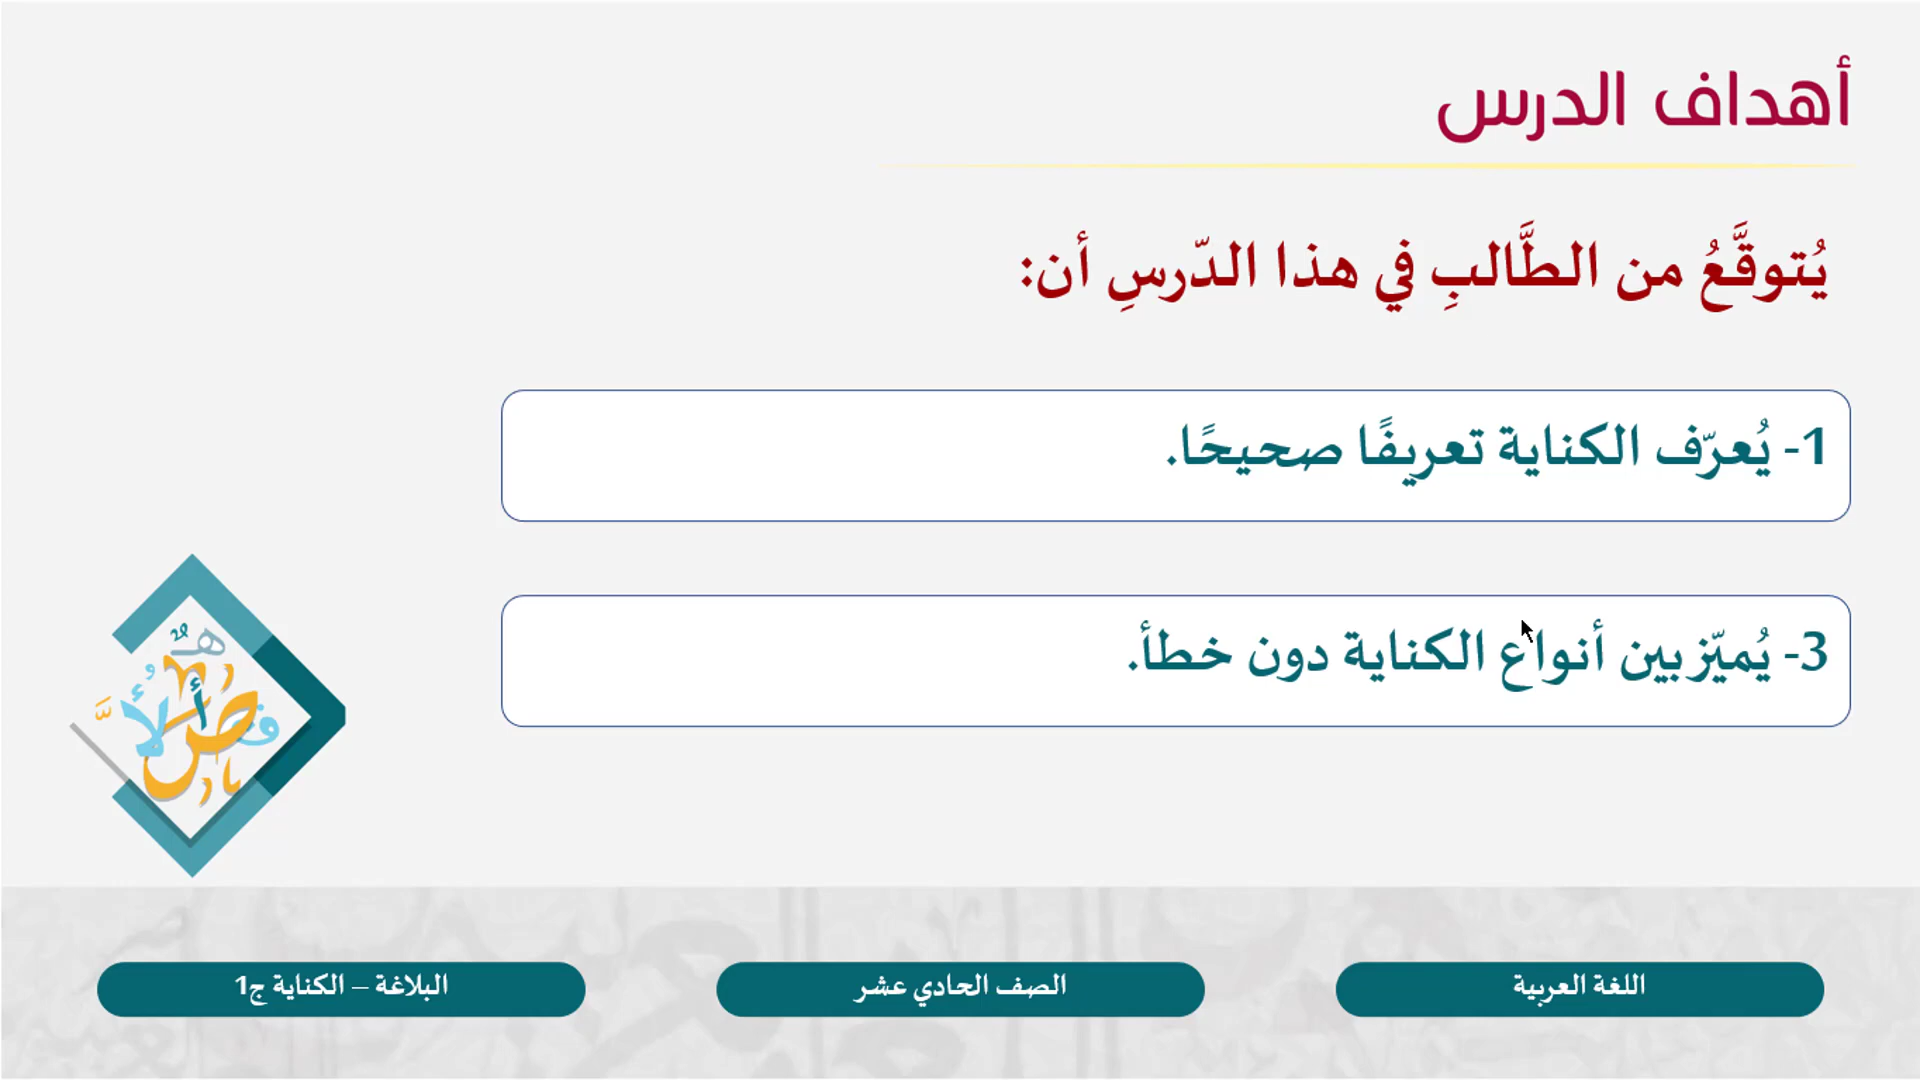 أهداف الدرس
يُتوقَّعُ من الطَّالبِ في هذا الدّرسِ أن:
1- يُعرّف الكناية تعريفًا صحيحًا.
3- يُميّز بين أنواع الكناية دون خطأ.
اللغة العربية
الصف الحادي عشر
البلاغة – الكناية ج1